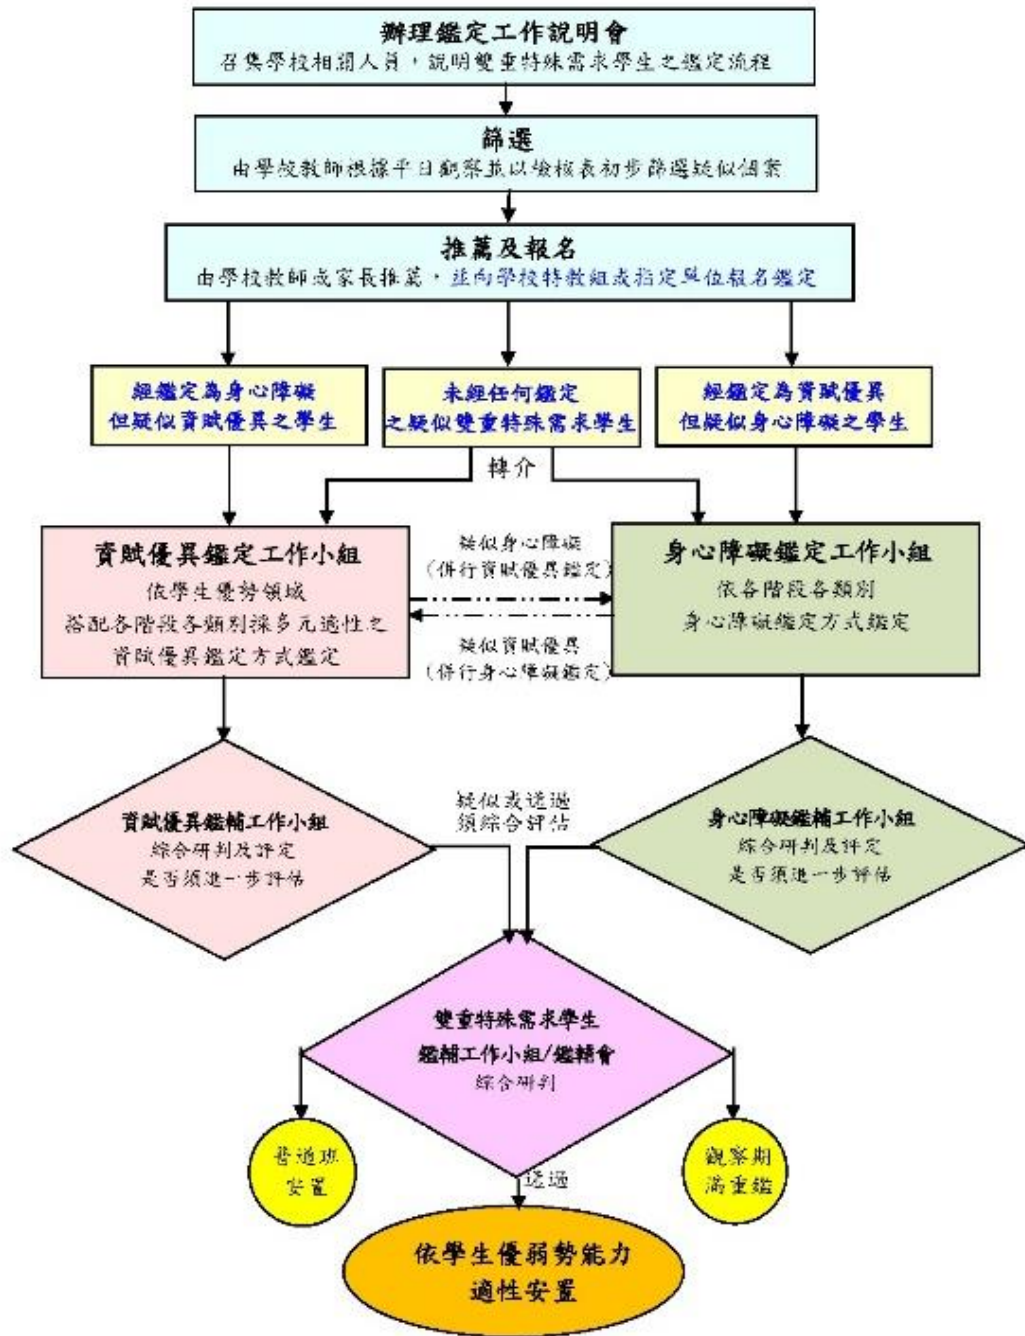 辦理鑑定工作說明會
召集學校相關人員，說明雙重特殊需求學生之鑑定流程
篩選
由學校教師根據平日觀察並以檢核表初步篩選疑似個案
推薦及報名
由學校教師或家長推薦，並向學校特教組或指定單位報名鑑定
經鑑定為身心障礙
但疑似資賦優異之學生
未經任何鑑定
之疑似雙重特殊需求學生
經鑑定為資賦優異
但疑似身心障礙之學生
轉介
資賦優異鑑定工作小組
依學生優勢領域
搭配各階段各類別採多元適性之
資賦優異鑑定方式鑑定
疑似身心障礙
(併行資賦優異鑑定)
疑似資賦優異
(併行身心障礙鑑定)
身心障礙鑑定工作小組
依各階段各類別
身心障礙鑑定方式鑑定
資賦優異鑑輔工作小組
綜合研判及評定
是否須進一步評估
疑似或通過
須綜合評估
身心障礙鑑輔工作小組
綜合研判及評定
是否須進一步評估
雙重特殊需求學生
鑑輔工作小組/鑑輔會
綜合研判
普通班
安置
觀察期
滿重鑑
通過
依學生優弱勢能力
適性安置